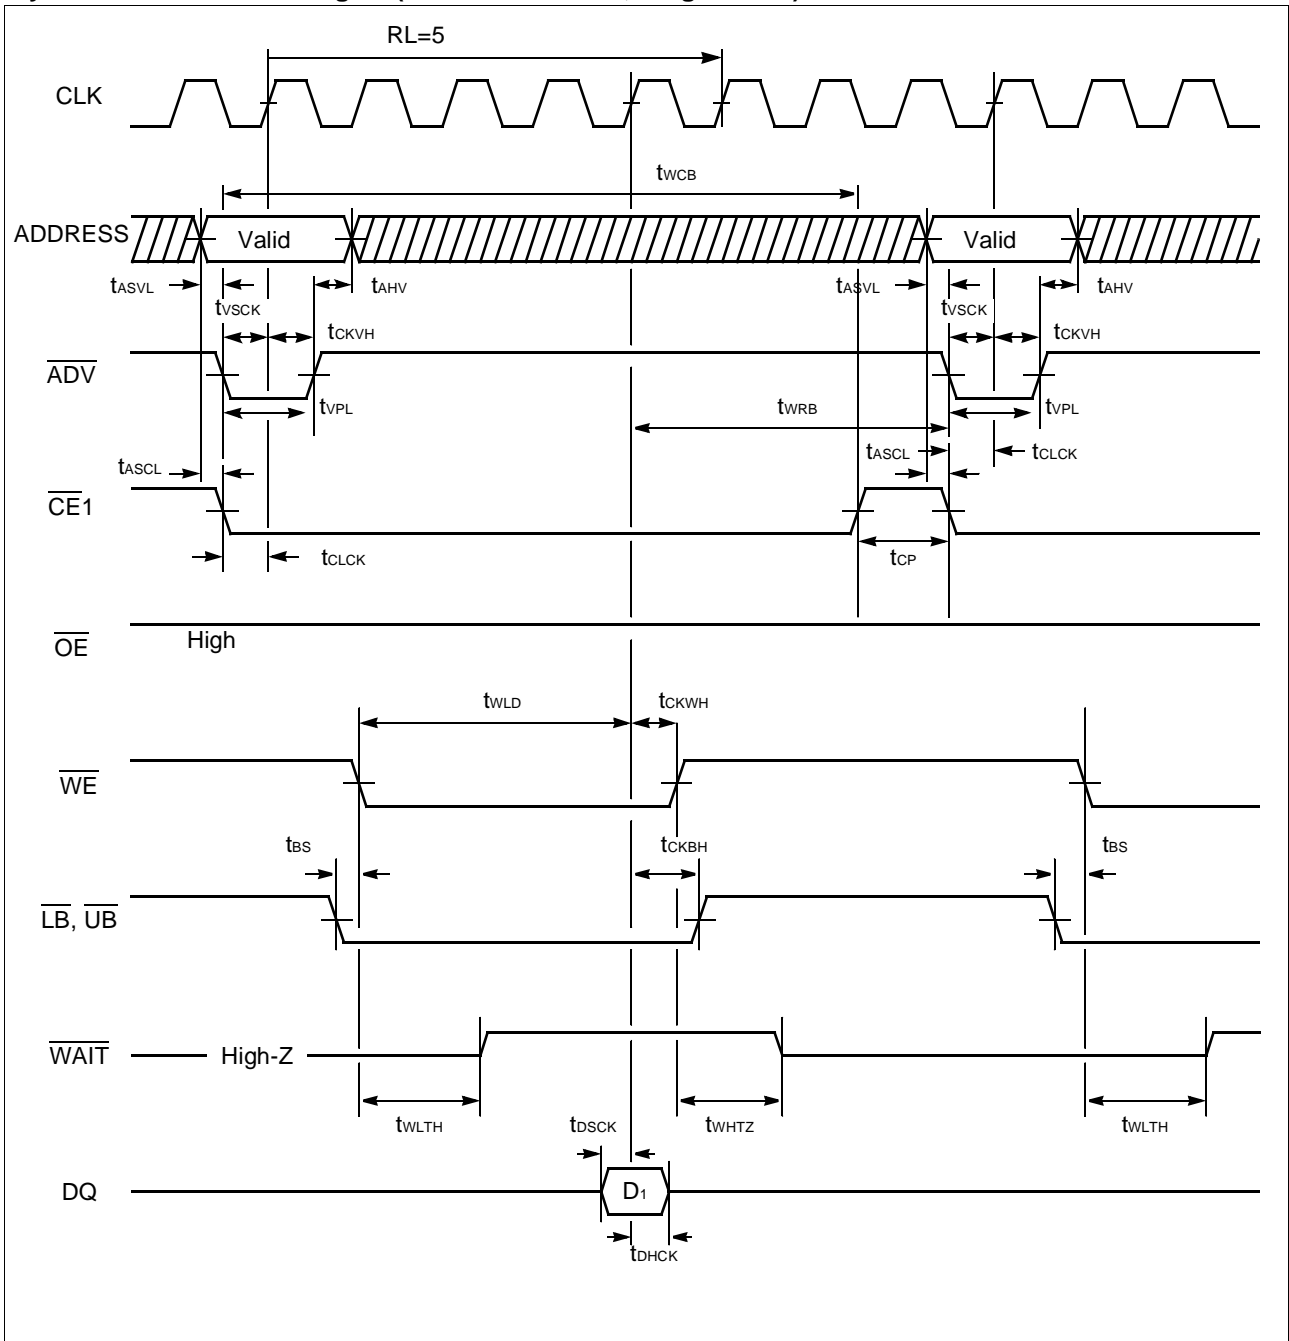 RL=5
CLK
tWCB
ADDRESS
Valid
Valid
tASVL
tAHV
tASVL
tAHV
tVSCK
tVSCK
tCKVH
tCKVH
ADV
tVPL
tWRB
tVPL
tASCL
tASCL
tCLCK
CE1
tCLCK
tCP
OE
High
tWLD
tCKWH
WE
tBS
tCKBH
tBS
LB, UB
WAIT
High-Z
tWLTH
tDSCK
tWHTZ
tWLTH
DQ
D1
tDHCK